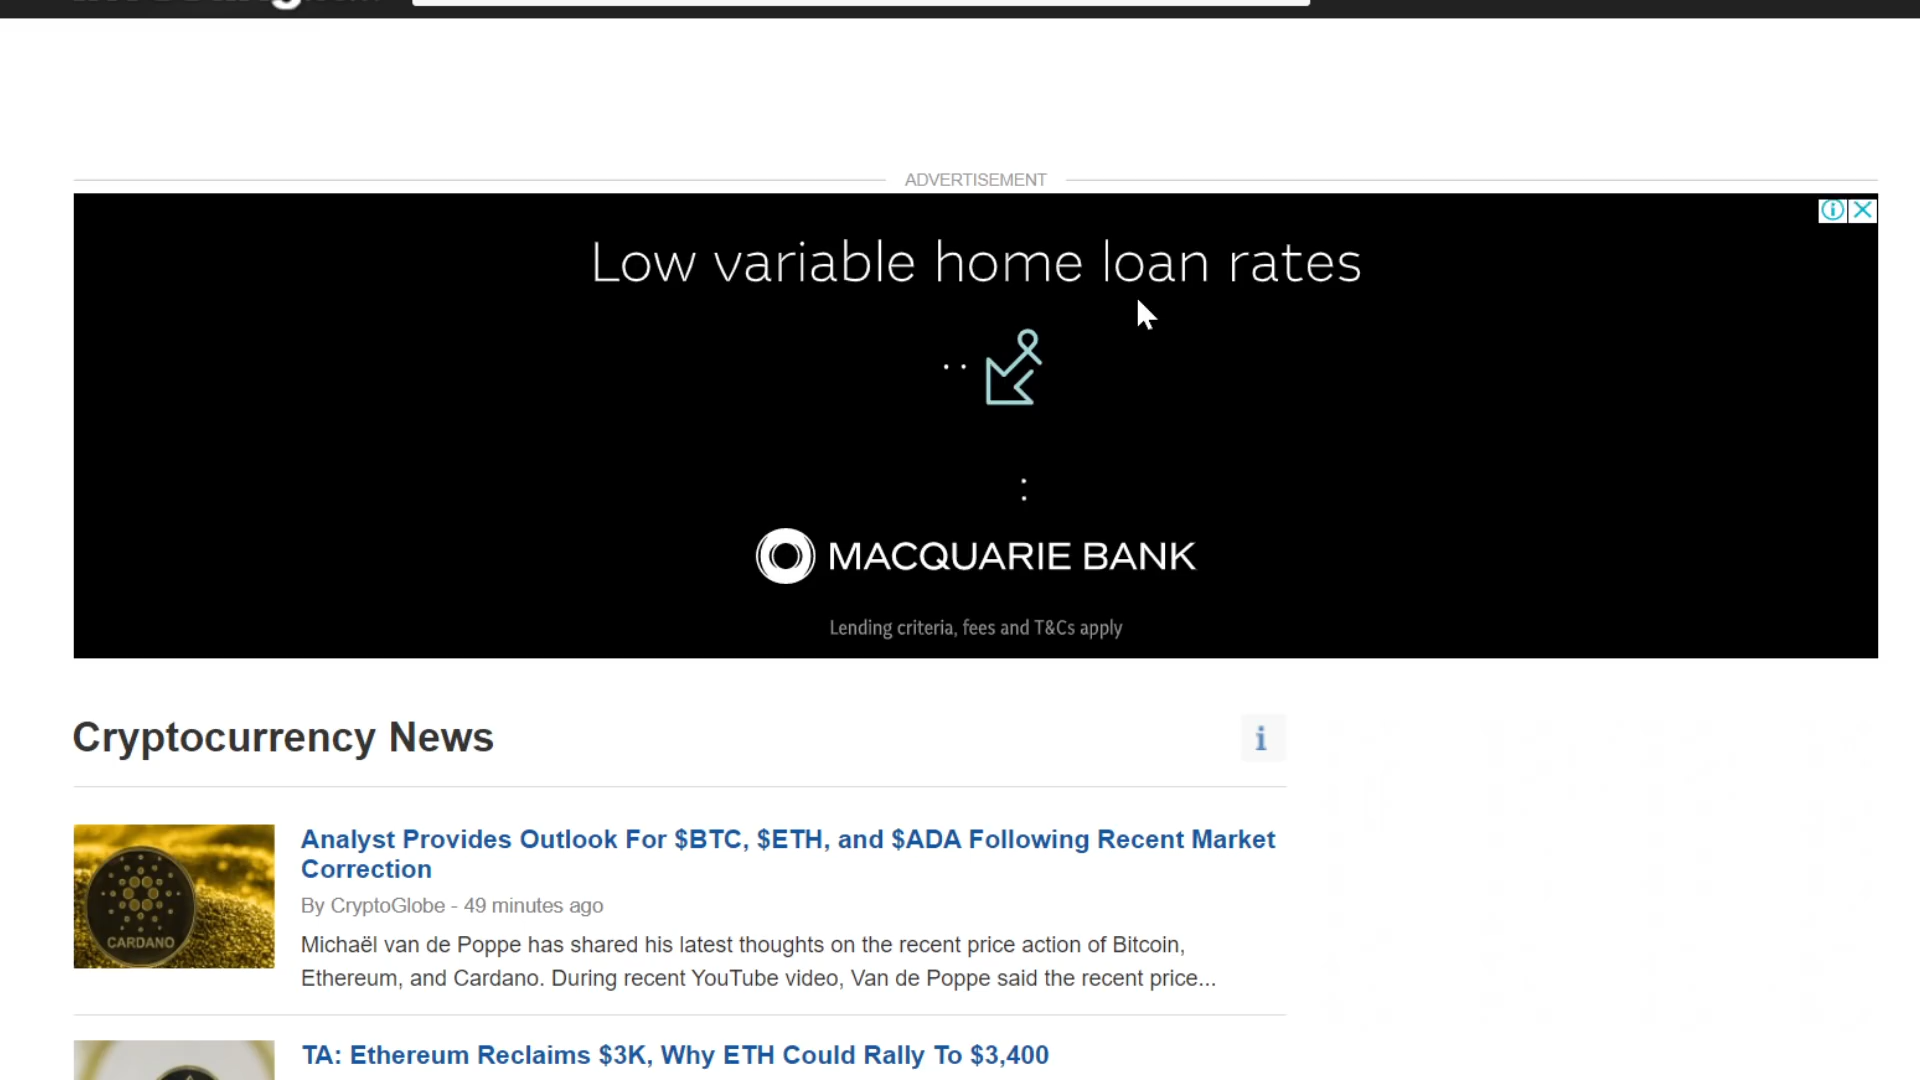 ADVERTISEMENT
Low variable home loan rates
MACQUARIE BANK
Lending criteria, fees and T&Cs apply
Cryptocurrency News
Analyst Provides Outlook For $BTC, $ETH, and $ADA Following Recent Market
Correction
By CryptoGlobe - 49 minutes ago
CARDANO
Michaël van de Poppe has shared his latest thoughts on the recent price action of Bitcoin,
Ethereum, and Cardano. During recent YouTube video, Van de Poppe said the recent price...
TA: Ethereum Reclaims $3K, Why ETH Could Rally To $3,400